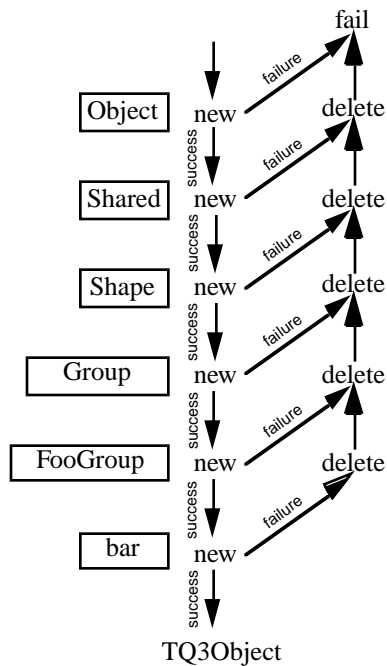 fail
failure
Object
new
delete
success
failure
Shared
new
delete
success
failure
Shape
new
delete
success
failure
Group
new
delete
success
failure
FooGroup
new
delete
success
failure
bar
new
success
TQ3Object